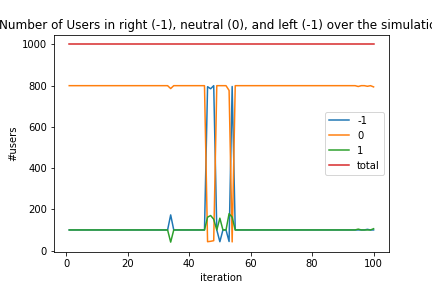 Number of Users in right (-1), neutral (0), and left (-1) over the simulatio
1000
800
600
400
200
0
#users
-1
0
1
total
0 20 40 60 80 100
iteration